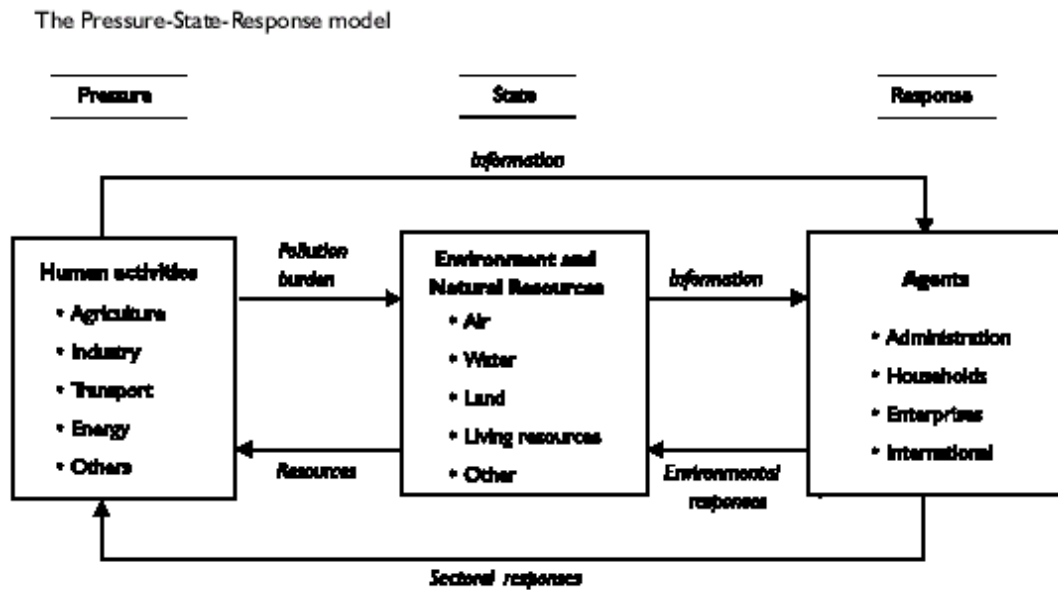 The Pressure-State-Response model
Pressure
State
Response
Information
Human activities
• Agriculture
• Industry
• Transport
• Energy
• Others
Pollution
burden
Resources
Environment and
Natural Resources
• Air
• Water
• Land
• Living resources
• Other
Information
Environmental
responses
Agents
• Administration
• Households
• Enterprises
• International
Sectoral responses